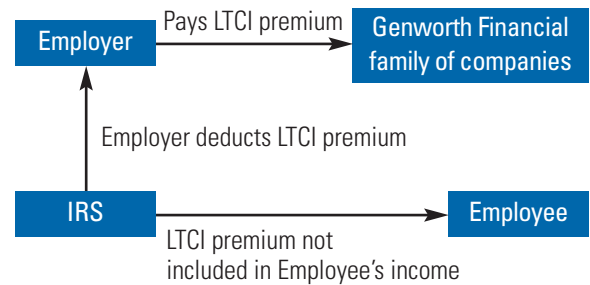 Employer
Pays LTCI premium
Genworth Financial
family of companies
Employer deducts LTCI premium
IRS
Employee
LTCI premium not
included in Employee's income